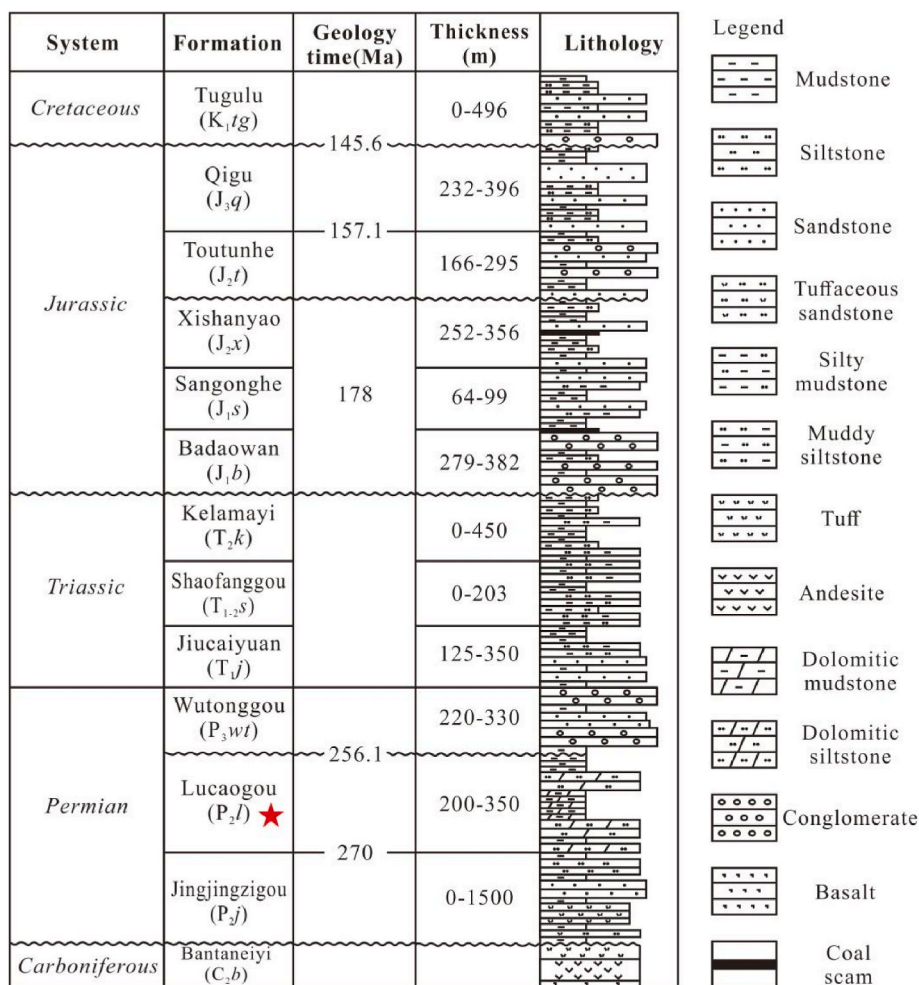 System
Formation
Geology
time(Ma)
Thickness
(m)
Lithology
Cretaceous
Tugulu
(K₁tg)
0-496
145.6
Jurassic
Qigu
(J₃q)
232-396
157.1
Toutunhe
(J₂t)
166-295
Xishanyao
(J₂x)
252-356
Sangonghe
(J₁s)
178
64-99
Badaowan
(J₁b)
279-382
Triassic
Kelamayi
(T₂k)
0-450
Shaofanggou
(T₁₋₂s)
0-203
Jiucaiyuan
(T₁j)
125-350
Permian
Wutonggou
(P₃wt)
220-330
256.1
Lucaogou
(P₂l)
200-350
270
Jingjingzigou
(P₂j)
0-1500
Carboniferous
Bantaneiyi
(C₂b)
Legend
Mudstone
Siltstone
Sandstone
Tuffaceous
sandstone
Silty
mudstone
Muddy
siltstone
Tuff
Andesite
Dolomitic
mudstone
Dolomitic
siltstone
Conglomerate
Basalt
Coal
scam